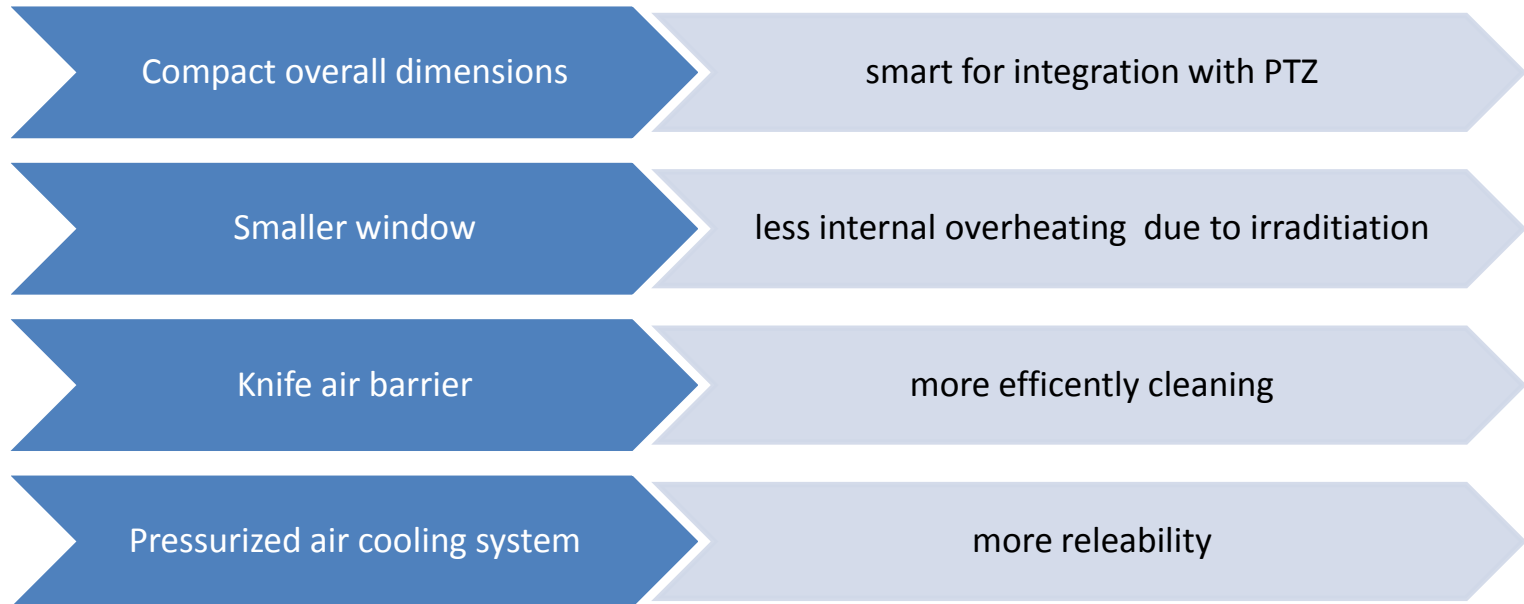 Compact overall dimensions
smart for integration with PTZ
Smaller window
less internal overheating  due to irraditiation
Knife air barrier
more efficently cleaning
Pressurized air cooling system
more releability